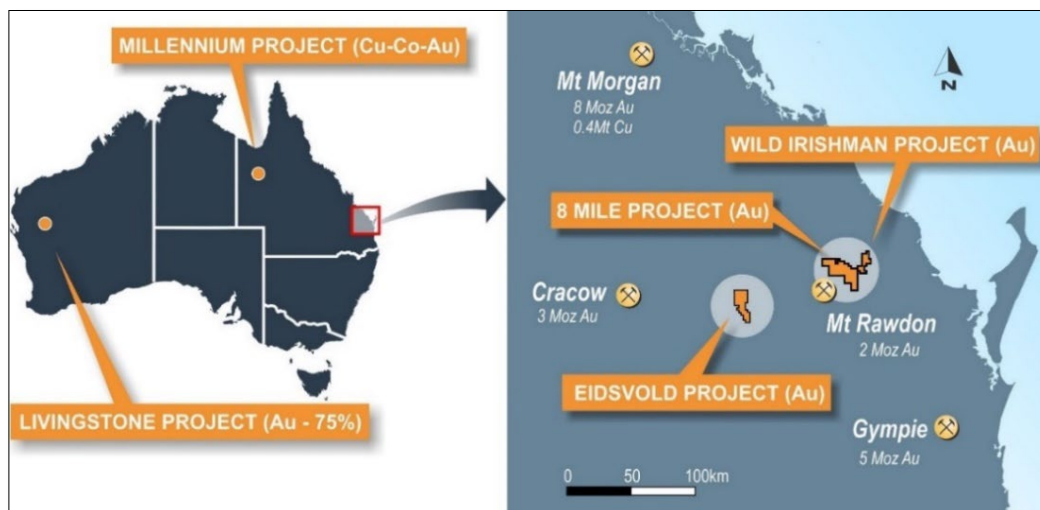 MILLENNIUM PROJECT (Cu-Co-Au)
LIVINGSTONE PROJECT (Au - 75%)
Mt Morgan
8 Moz Au
0.4Mt Cu
N
WILD IRISHMAN PROJECT (Au)
8 MILE PROJECT (Au)
Cracow
3 Moz Au
Mt Rawdon
2 Moz Au
EIDSVOLD PROJECT (Au)
Gympie
5 Moz Au
0 50 100km